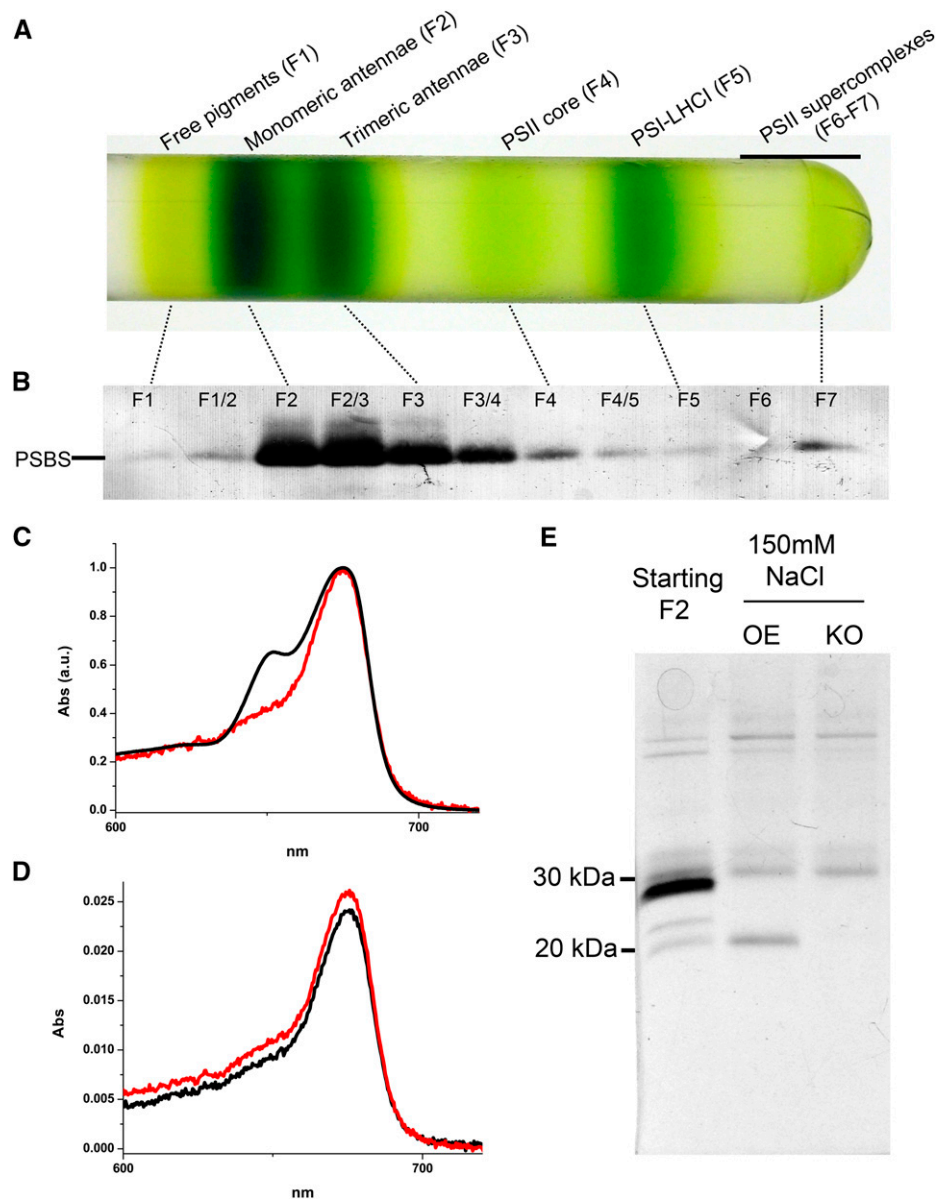 A
Free pigments (F1)
Monomeric antennae (F2)
Trimeric antennae (F3)
PSII core (F4)
PSI-LHCI (F5)
PSII supercomplexes
(F6-F7)
B
F1 F1/2 F2 F2/3 F3 F3/4 F4 F4/5 F5 F6 F7
PSBS
C
1.0
0.8
0.6
0.4
0.2
0.0
Abs (a.u.)
600 700
nm
D
0.025
0.020
0.015
0.010
0.005
0.000
Abs
600 700
nm
E
Starting
F2
150mM
NaCl
OE KO
30 kDa
20 kDa